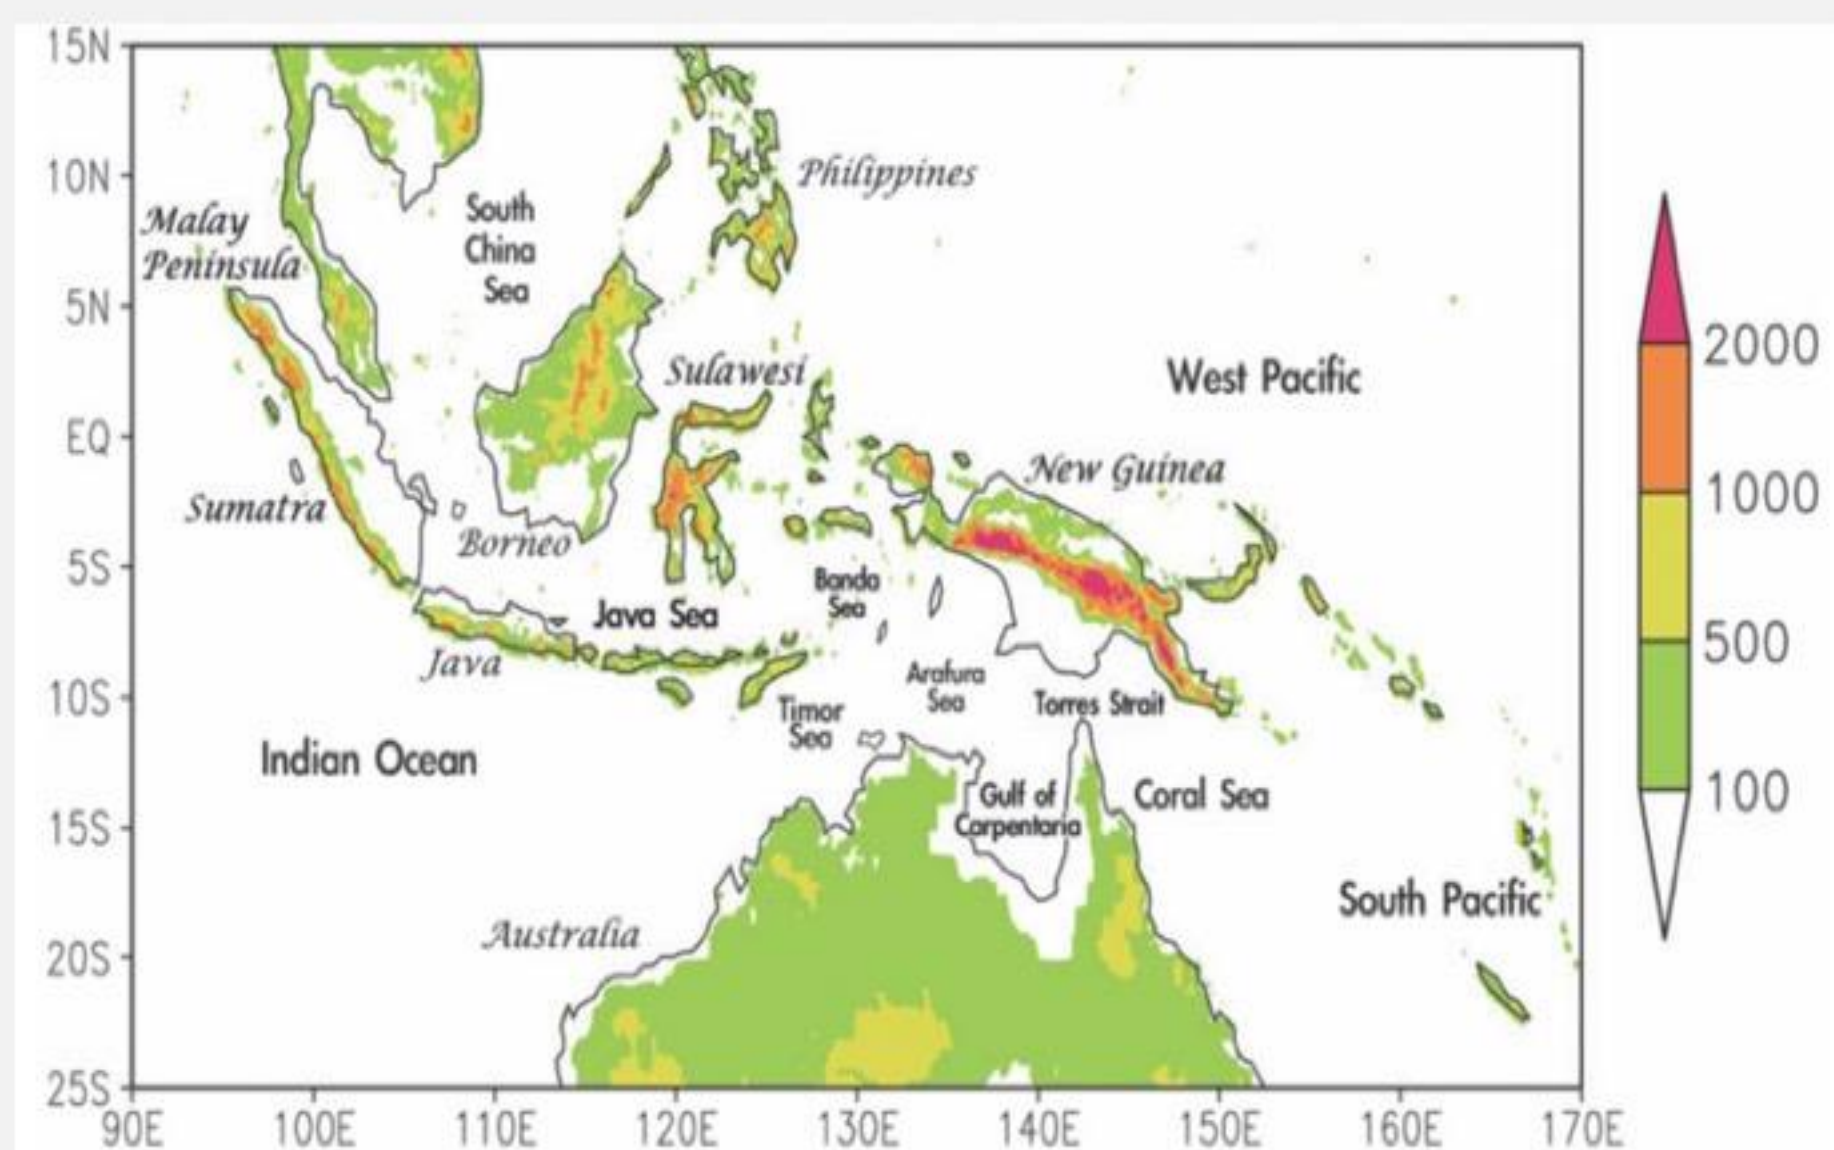 15N
10N
5N
EQ
5S
10S
15S
20S
25S
90E
100E
110E
120E
130E
140E
150E
160E
170E
Malay
Peninsula
South
China
Sea
Philippines
Sulawesi
West Pacific
New Guinea
Sumatra
Borneo
Java Sea
Java
Banda
Sea
Arafura
Sea
Timor
Sea
Torres Strait
Indian Ocean
Gulf of
Carpentaria
Coral Sea
South Pacific
Australia
2000
1000
500
100